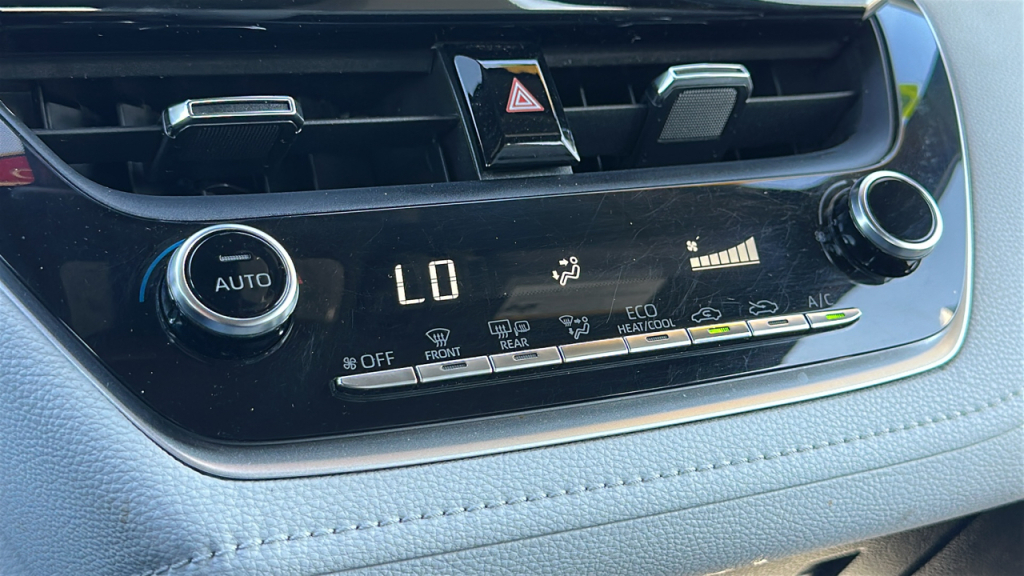 AUTO
LO
OFF
FRONT
REAR
ECO
HEAT/COOL
A/C